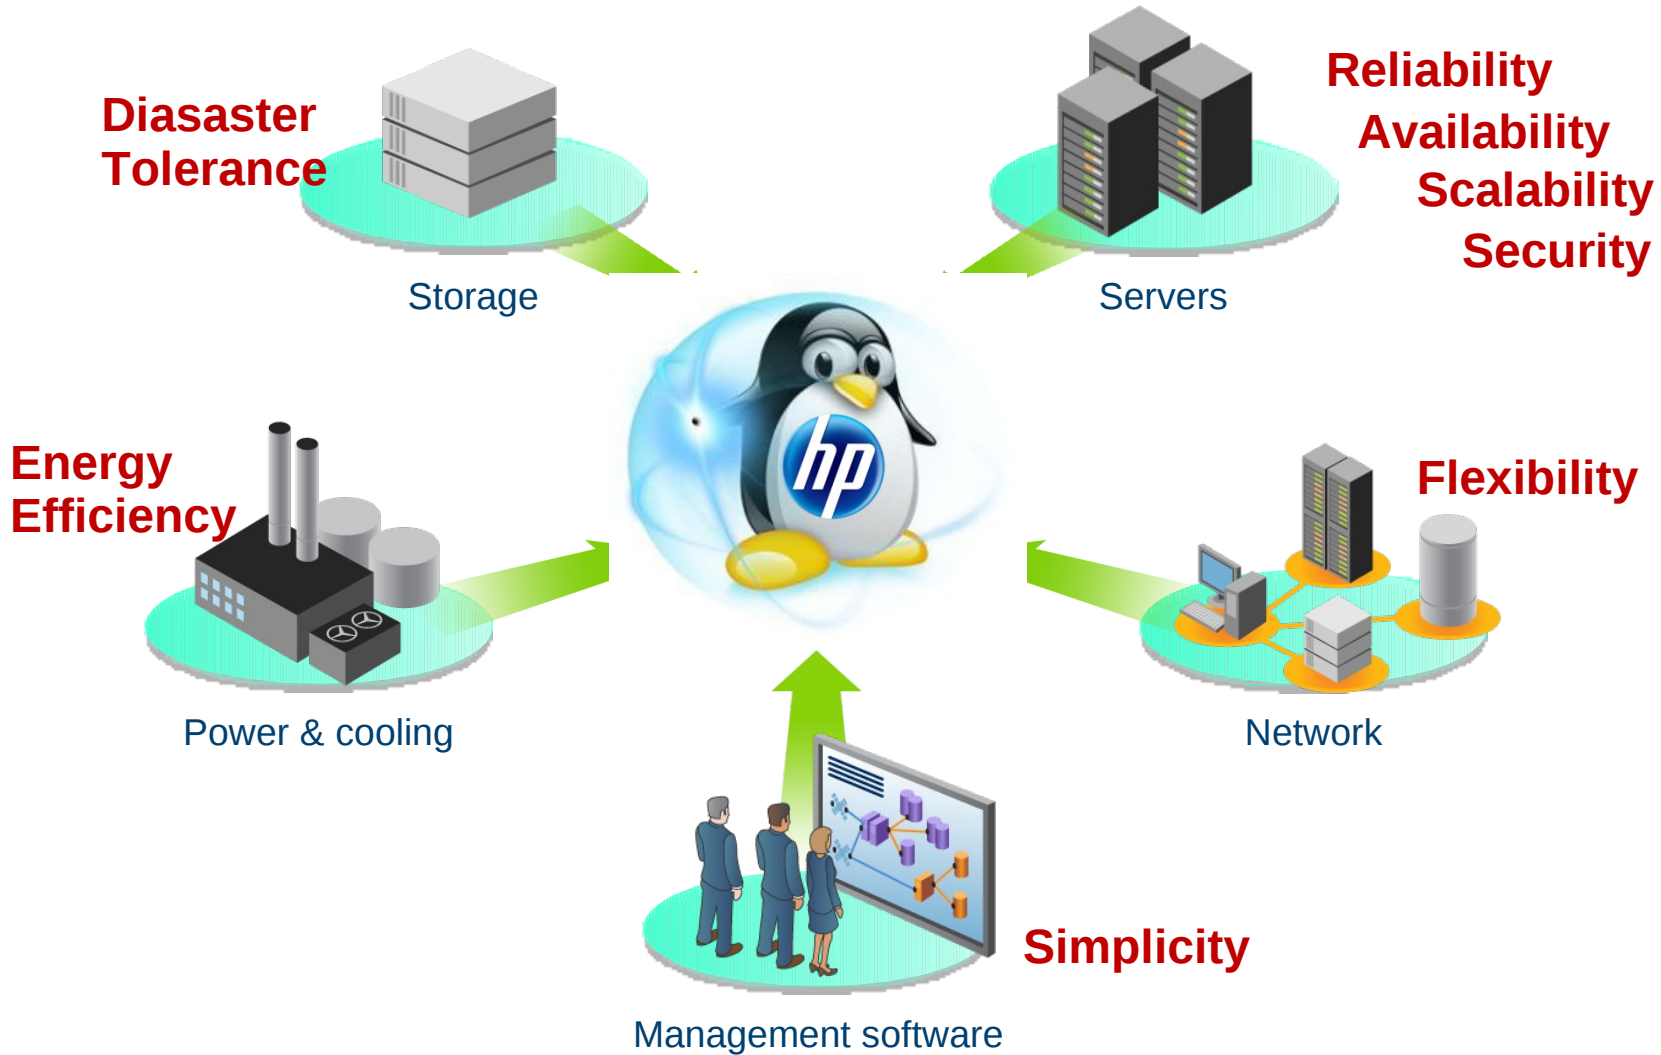 Diasaster
Tolerance
Storage
Reliability
Availability
Scalability
Security
Servers
hp
Energy
Efficiency
Power & cooling
Flexibility
Network
Simplicity
Management software